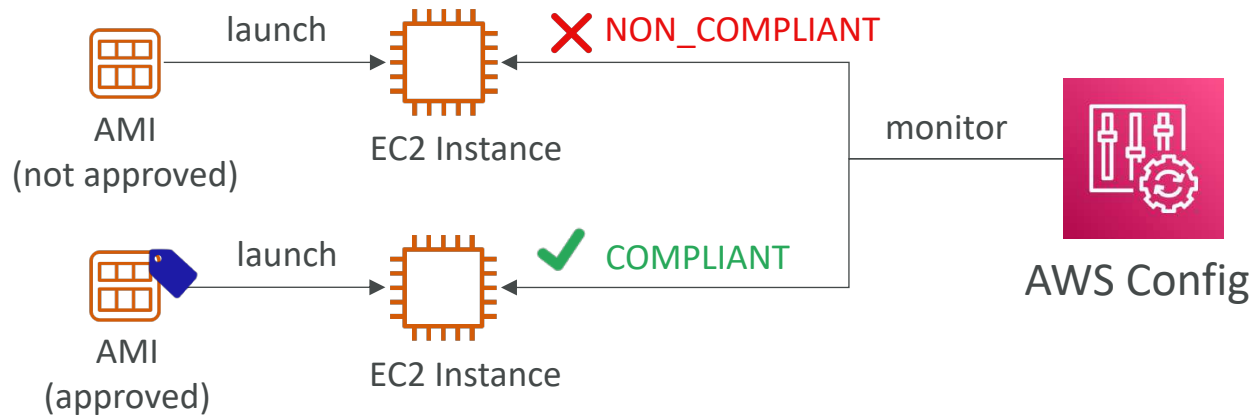 launch
NON_COMPLIANT
AMI
(not approved)
EC2 Instance
monitor
launch
COMPLIANT
AWS Config
AMI
(approved)
EC2 Instance